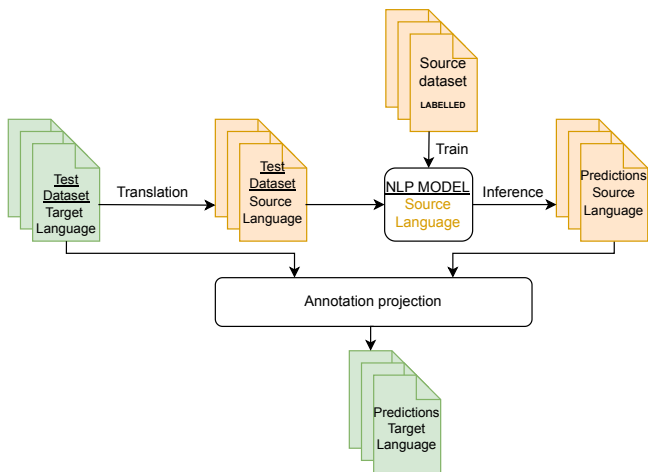 Source
dataset
LABELLED
Train
Test
Dataset
Target
Language
Translation
Test
Dataset
Source
Language
NLP MODEL
Source
Language
Inference
Predictions
Source
Language
Annotation projection
Predictions
Target
Language